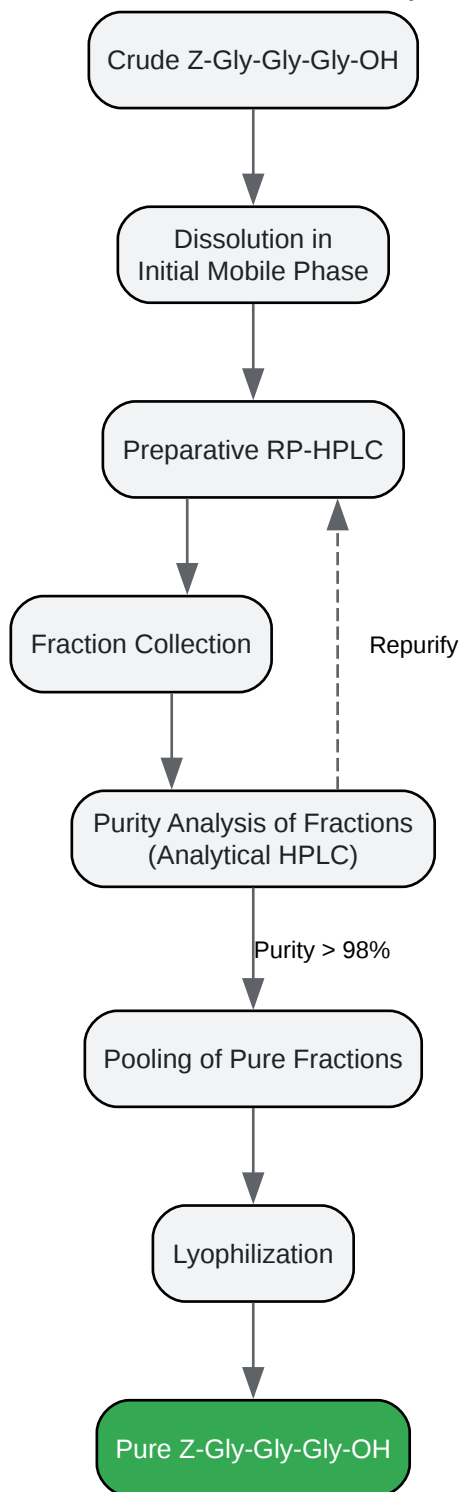 Crude Z-Gly-Gly-Gly-OH
Dissolution in
Initial Mobile Phase
Preparative RP-HPLC
Fraction Collection
Repurify
Purity Analysis of Fractions
(Analytical HPLC)
Purity > 98%
Pooling of Pure Fractions
Lyophilization
Pure Z-Gly-Gly-Gly-OH